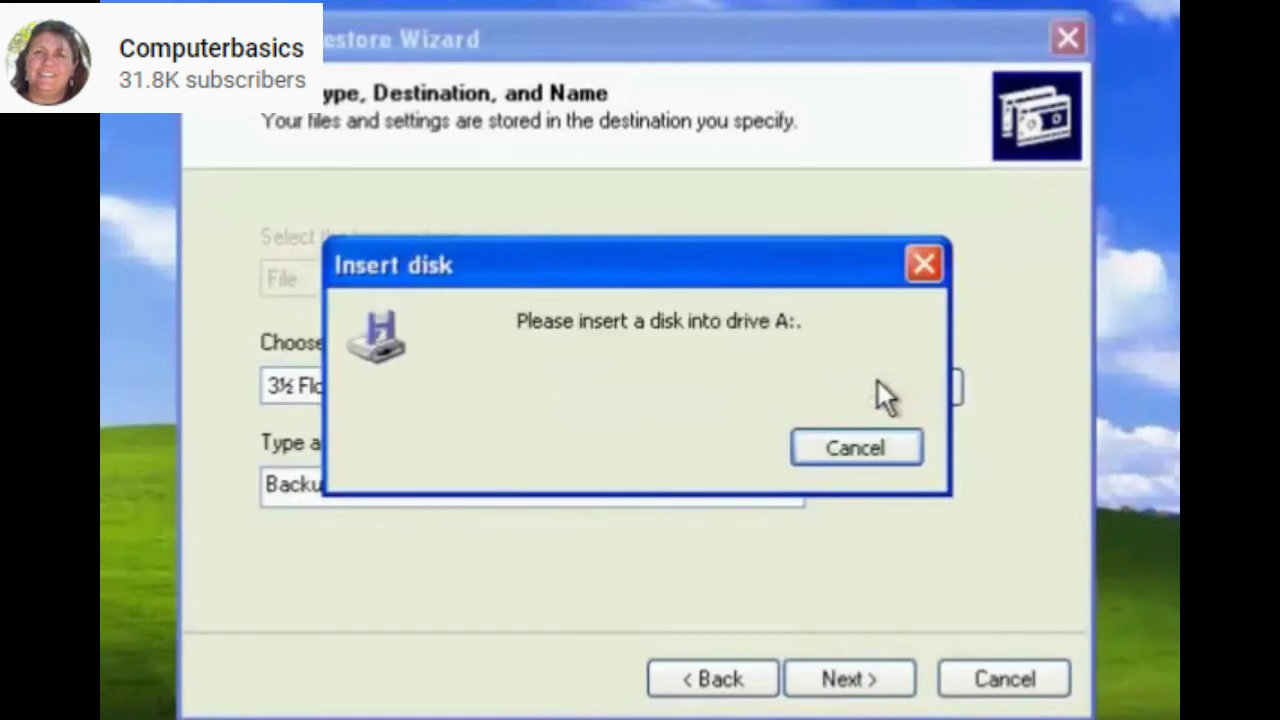 Computerbasics
31.8K subscribers
estore Wizard
ype, Destination, and Name
Your files and settings are stored in the destination you specify.
Select
File
Insert disk
Please insert a disk into drive A:.
Choose
3½ Flo
Type a
Backu
Cancel
< Back
Next >
Cancel